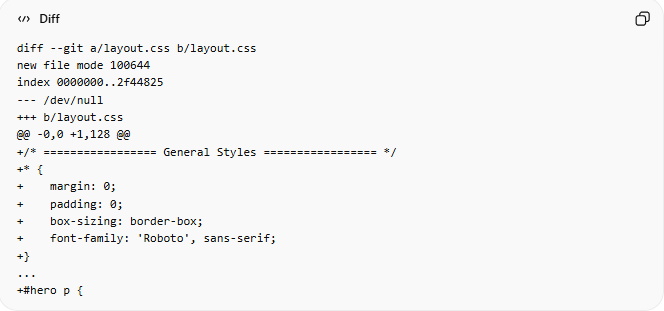 Diff
diff --git a/layout.css b/layout.css
new file mode 100644
index 0000000..2f44825
--- /dev/null
+++ b/layout.css
@@ -0,0 +1,128 @@
+/* ================= General Styles ================= */
+* {
+    margin: 0;
+    padding: 0;
+    box-sizing: border-box;
+    font-family: 'Roboto', sans-serif;
+}
...
+#hero p {